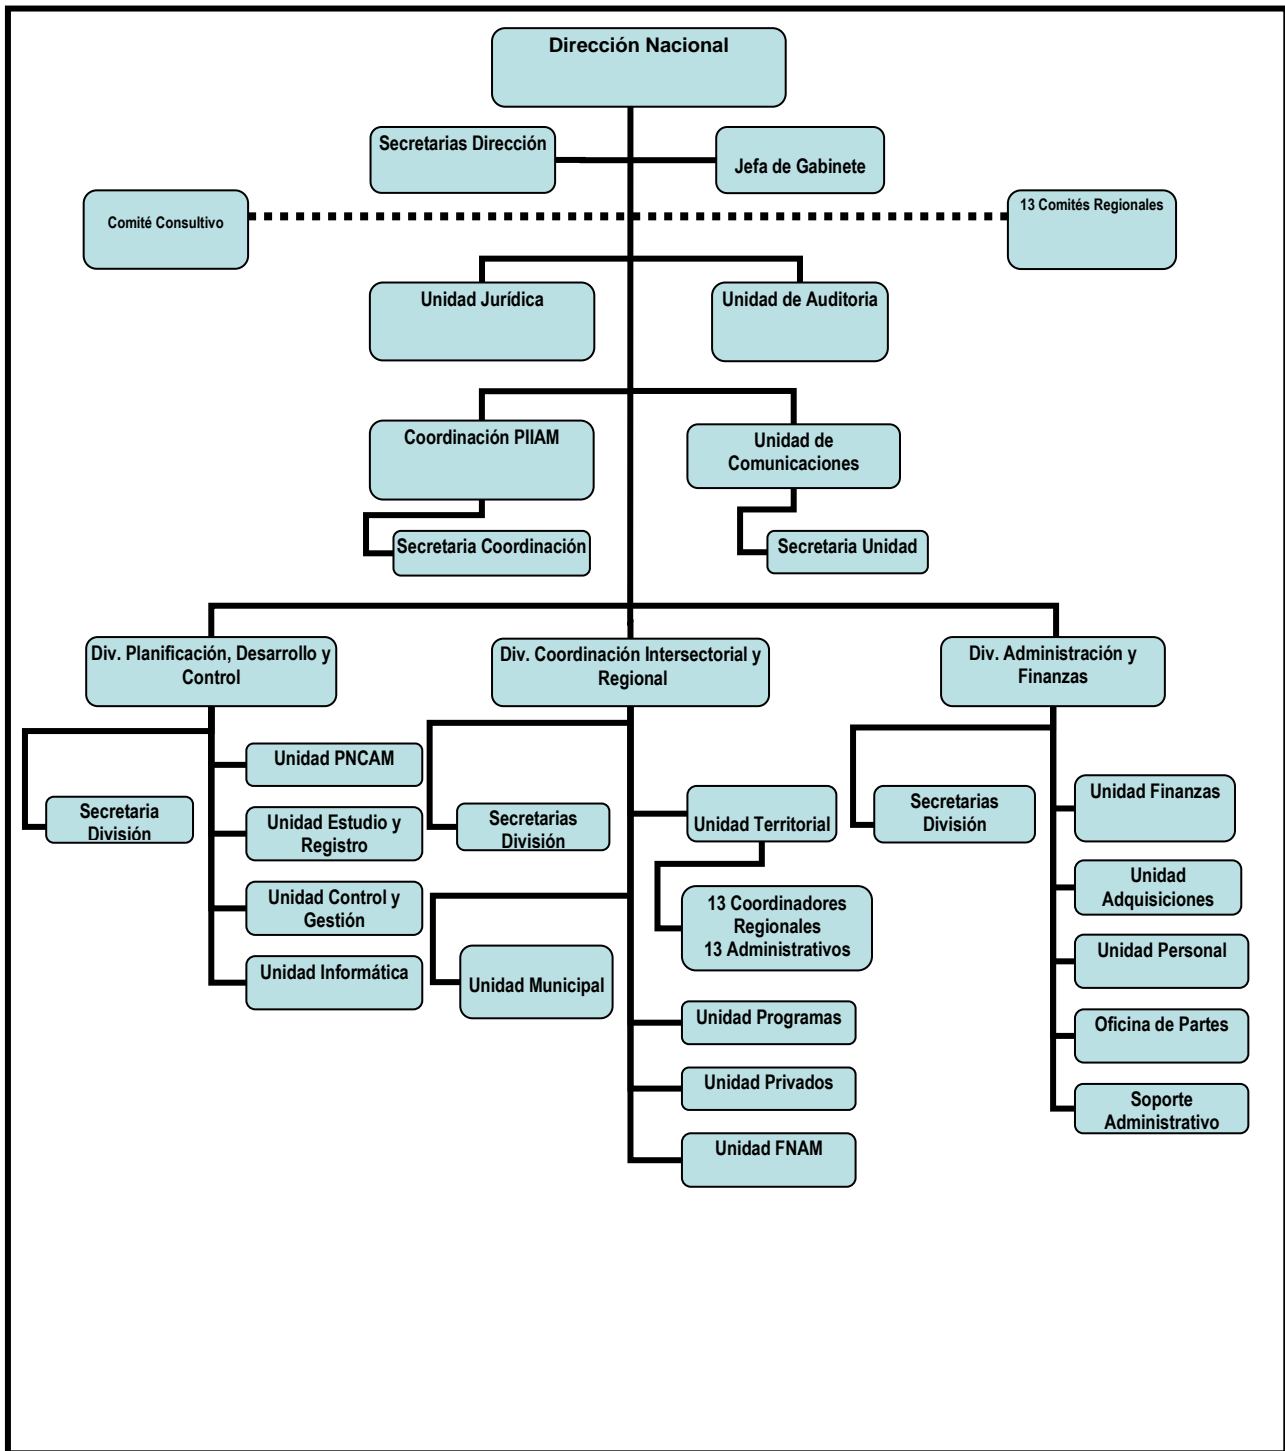 Dirección Nacional
Secretarias Dirección
Jefa de Gabinete
Comité Consultivo
13 Comités Regionales
Unidad Jurídica
Unidad de Auditoria
Coordinación PIIAM
Unidad de
Comunicaciones
Secretaria Coordinación
Secretaria Unidad
Div. Planificación, Desarrollo y
Control
Div. Coordinación Intersectorial y
Regional
Div. Administración y
Finanzas
Secretaria
División
Unidad PNCAM
Unidad Estudio y
Registro
Unidad Control y
Gestión
Unidad Informática
Secretarias
División
Unidad Territorial
13 Coordinadores
Regionales
13 Administrativos
Unidad Municipal
Unidad Programas
Unidad Privados
Unidad FNAM
Secretarias
División
Unidad Finanzas
Unidad
Adquisiciones
Unidad Personal
Oficina de Partes
Soporte
Administrativo